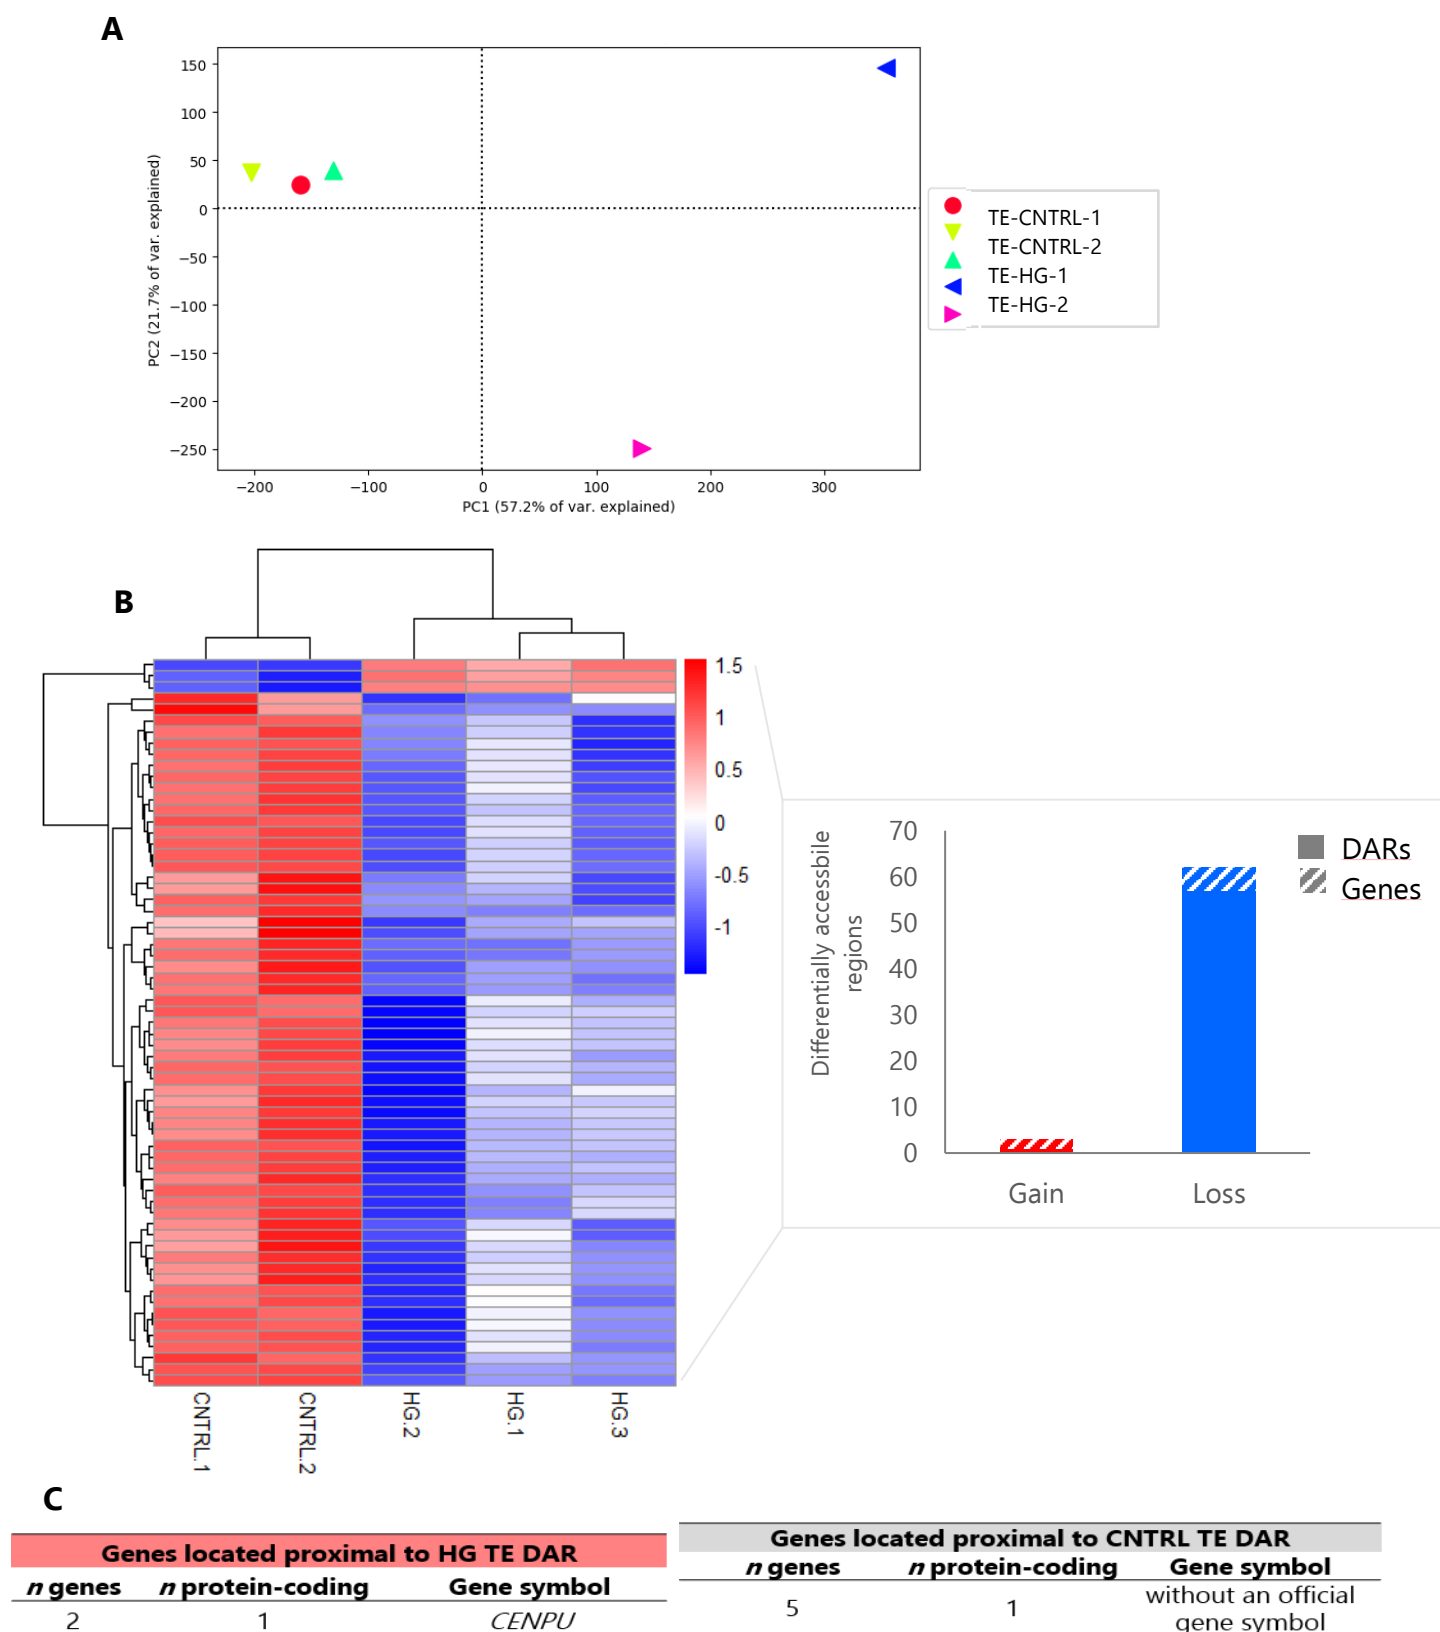 A
150
100
50
0
−50
−100
−150
−200
−250
PC2 (21.7% of var. explained)
−200 −100 0 100 200 300
PC1 (57.2% of var. explained)
TE-CNTRL-1
TE-CNTRL-2
TE-HG-1
TE-HG-2
B
1.5
1
0.5
0
-0.5
-1
CNTRL.1
CNTRL.2
HG.2
HG.1
HG.3
Differentially accessbile
regions
70
60
50
40
30
20
10
0
Gain Loss
DARs
Genes
C
Genes located proximal to HG TE DAR
n genes n protein-coding Gene symbol
2 1 CENPU
Genes located proximal to CNTRL TE DAR
n genes n protein-coding Gene symbol
5 1 without an official
gene symbol